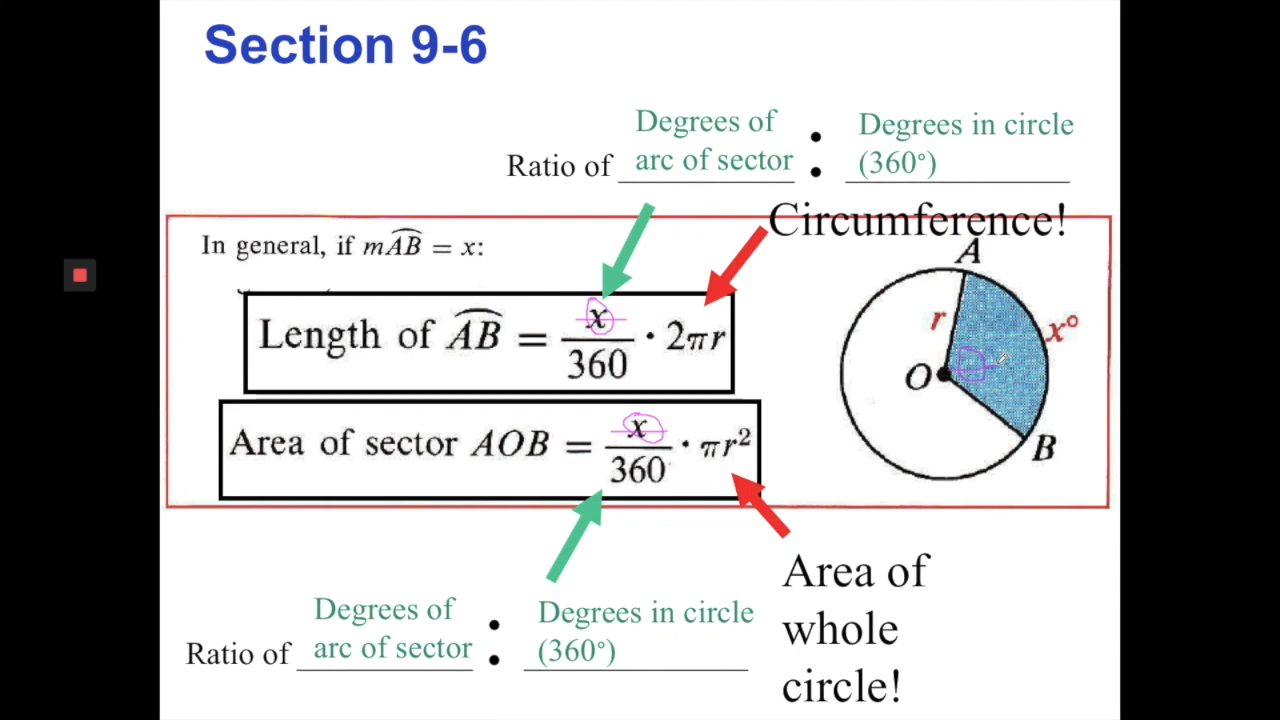 Section 9-6
Degrees of
arc of sector
:
Degrees in circle
(360°)
Ratio of
Circumference!
In general, if mAB = x:
Length of AB = x/360 · 2πr
Area of sector AOB = x/360 · πr²
A
r
x°
O
B
Area of
whole
circle!
Degrees of
arc of sector
:
Degrees in circle
(360°)
Ratio of